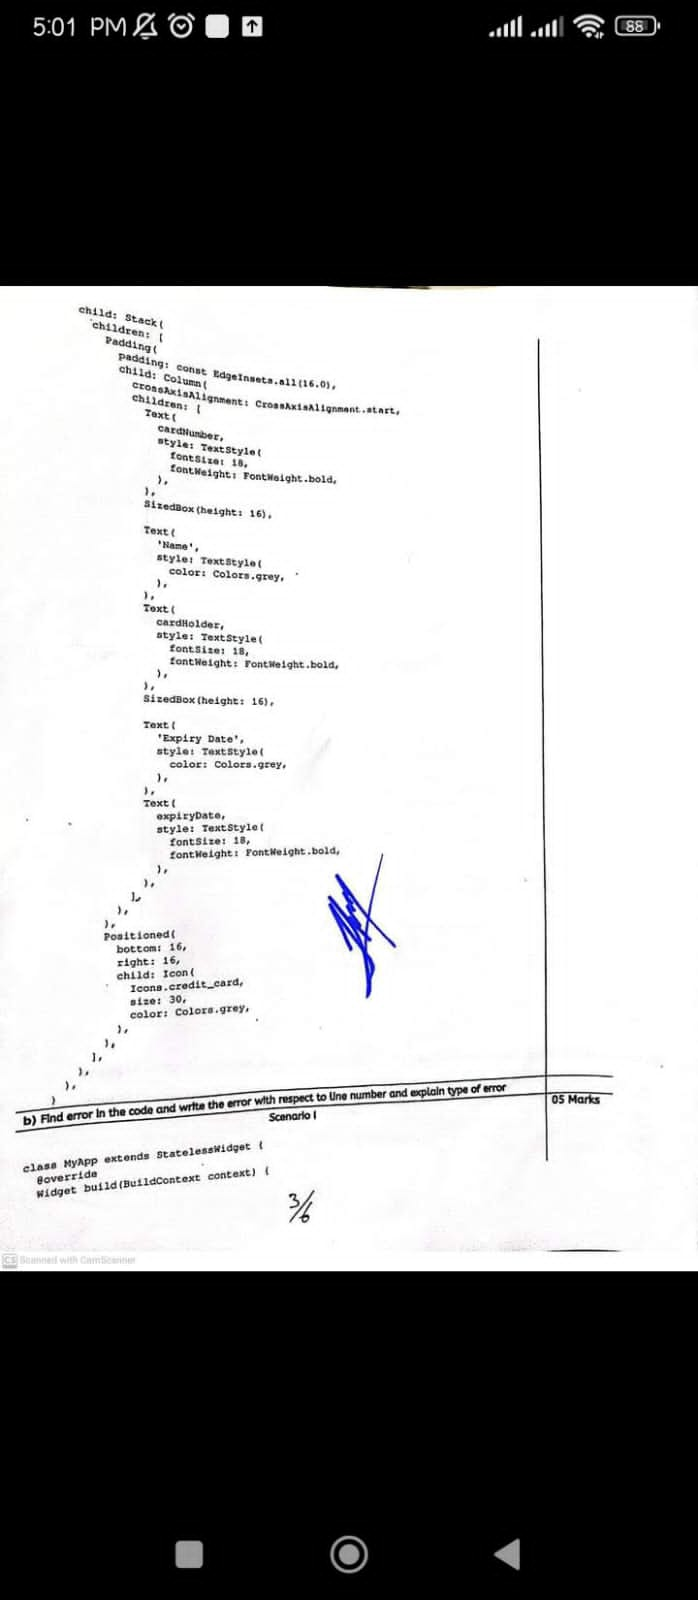 5:01 PM
88
child: Stack(
children: [
Padding(
padding: const EdgeInsets.all(16.0),
child: Column(
crossAxisAlignment: CrossAxisAlignment.start,
children: [
Text(
cardNumber,
style: TextStyle(
fontSize: 18,
fontWeight: FontWeight.bold,
),
),
SizedBox(height: 16),
Text(
'Name',
style: TextStyle(
color: Colors.grey,
),
),
Text(
cardHolder,
style: TextStyle(
fontSize: 18,
fontWeight: FontWeight.bold,
),
),
SizedBox(height: 16),
Text(
'Expiry Date',
style: TextStyle(
color: Colors.grey,
),
),
Text(
expiryDate,
style: TextStyle(
fontSize: 18,
fontWeight: FontWeight.bold,
),
),
],
),
),
Positioned(
bottom: 16,
right: 16,
child: Icon(
Icons.credit_card,
size: 30,
color: Colors.grey,
),
),
],
),
),
)
b) Find error in the code and write the error with respect to line number and explain type of error
05 Marks
Scenario I
class MyApp extends StatelessWidget {
@override
Widget build(BuildContext context) {
3/6
CS Scanned with CamScanner